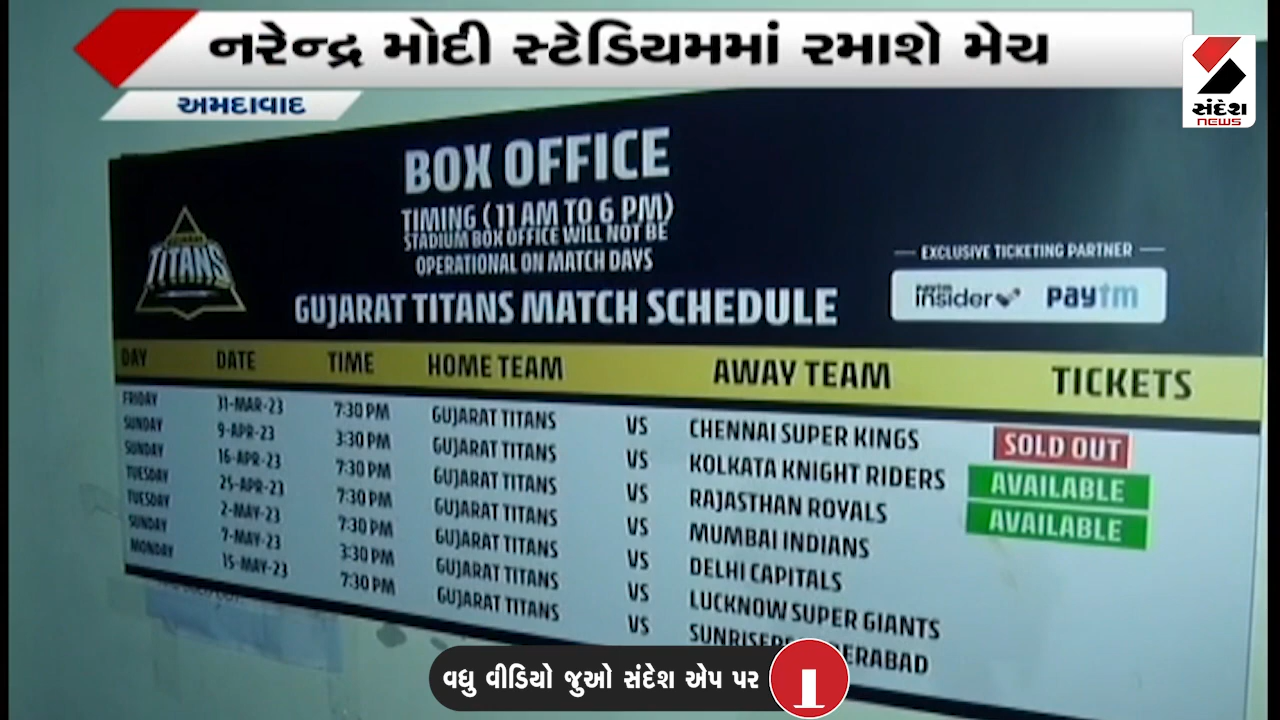 નરેન્દ્ર મોદી સ્ટેડિયમમાં રમાશે મેચ
અમદાવાદ
સંદેશ
NEWS
BOX OFFICE
TIMING ( 11 AM TO 6 PM)
STADIUM BOX OFFICE WILL NOT BE
OPERATIONAL ON MATCH DAYS
GUJARAT
TITANS
EXCLUSIVE TICKETING PARTNER
paytm insider paytm
GUJARAT TITANS MATCH SCHEDULE
DAY DATE TIME HOME TEAM AWAY TEAM TICKETS
FRIDAY 31-MAR-23 7:30 PM GUJARAT TITANS VS CHENNAI SUPER KINGS SOLD OUT
SUNDAY 9-APR-23 3:30 PM GUJARAT TITANS VS KOLKATA KNIGHT RIDERS AVAILABLE
SUNDAY 16-APR-23 7:30 PM GUJARAT TITANS VS RAJASTHAN ROYALS AVAILABLE
TUESDAY 25-APR-23 7:30 PM GUJARAT TITANS VS MUMBAI INDIANS
TUESDAY 2-MAY-23 7:30 PM GUJARAT TITANS VS DELHI CAPITALS
SUNDAY 7-MAY-23 3:30 PM GUJARAT TITANS VS LUCKNOW SUPER GIANTS
MONDAY 15-MAY-23 7:30 PM GUJARAT TITANS VS
વધુ વીડિયો જુઓ સંદેશ એપ પર